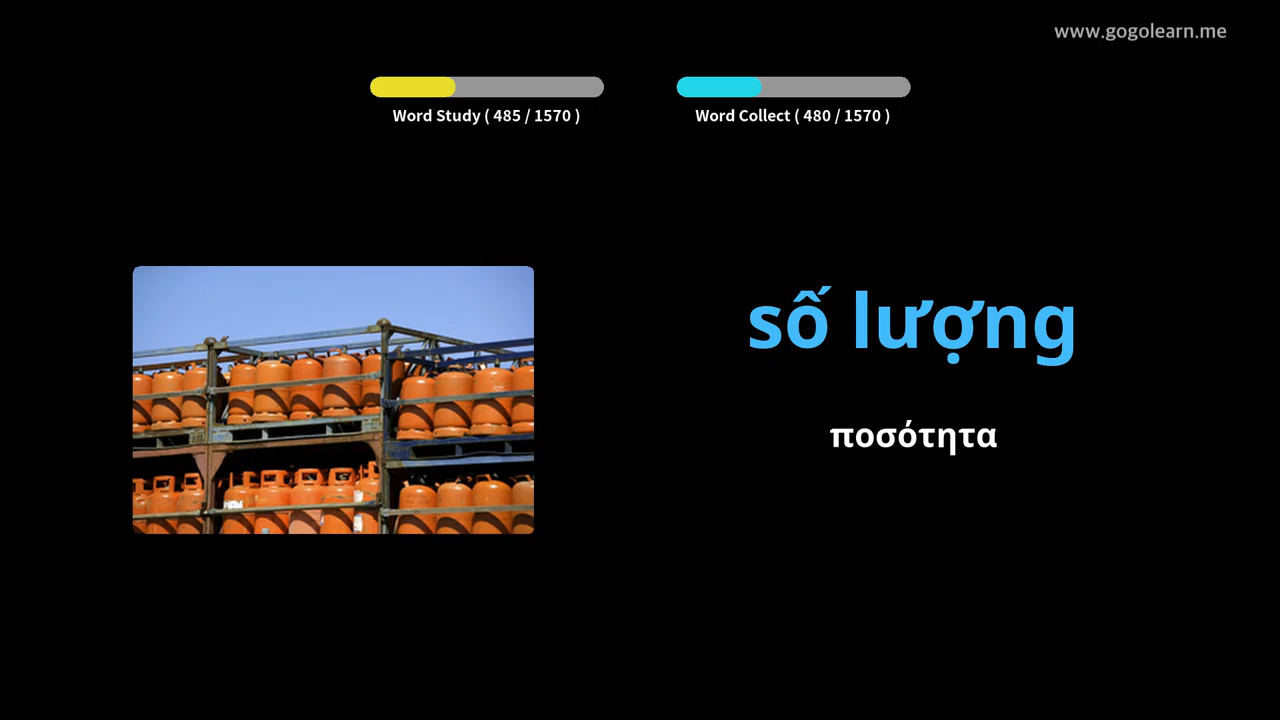 www.gogolearn.me
Word Study ( 485 / 1570 )
Word Collect ( 480 / 1570 )
số lượng
ποσότητα